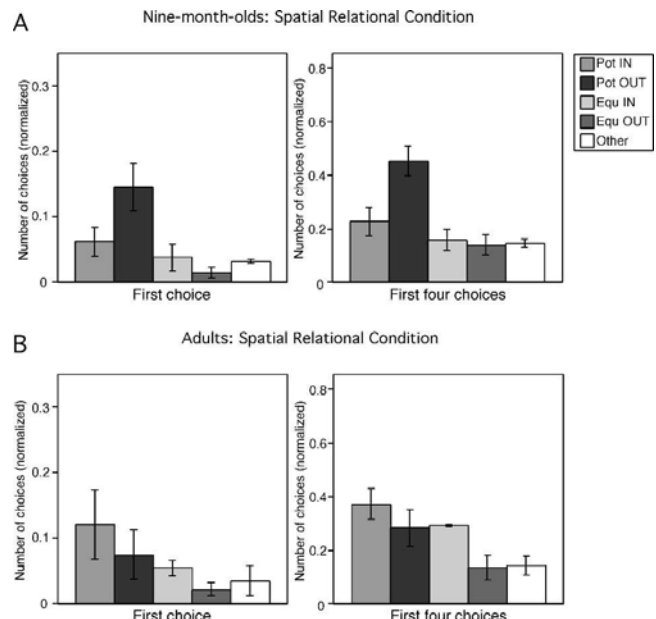 A
Nine-month-olds: Spatial Relational Condition
Number of choices (normalized)
0.3
0.2
0.1
0
First choice
Number of choices (normalized)
0.8
0.6
0.4
0.2
0
First four choices
Pot IN
Pot OUT
Equ IN
Equ OUT
Other
B
Adults: Spatial Relational Condition
Number of choices (normalized)
0.3
0.2
0.1
0
First choice
Number of choices (normalized)
0.8
0.6
0.4
0.2
0
First four choices